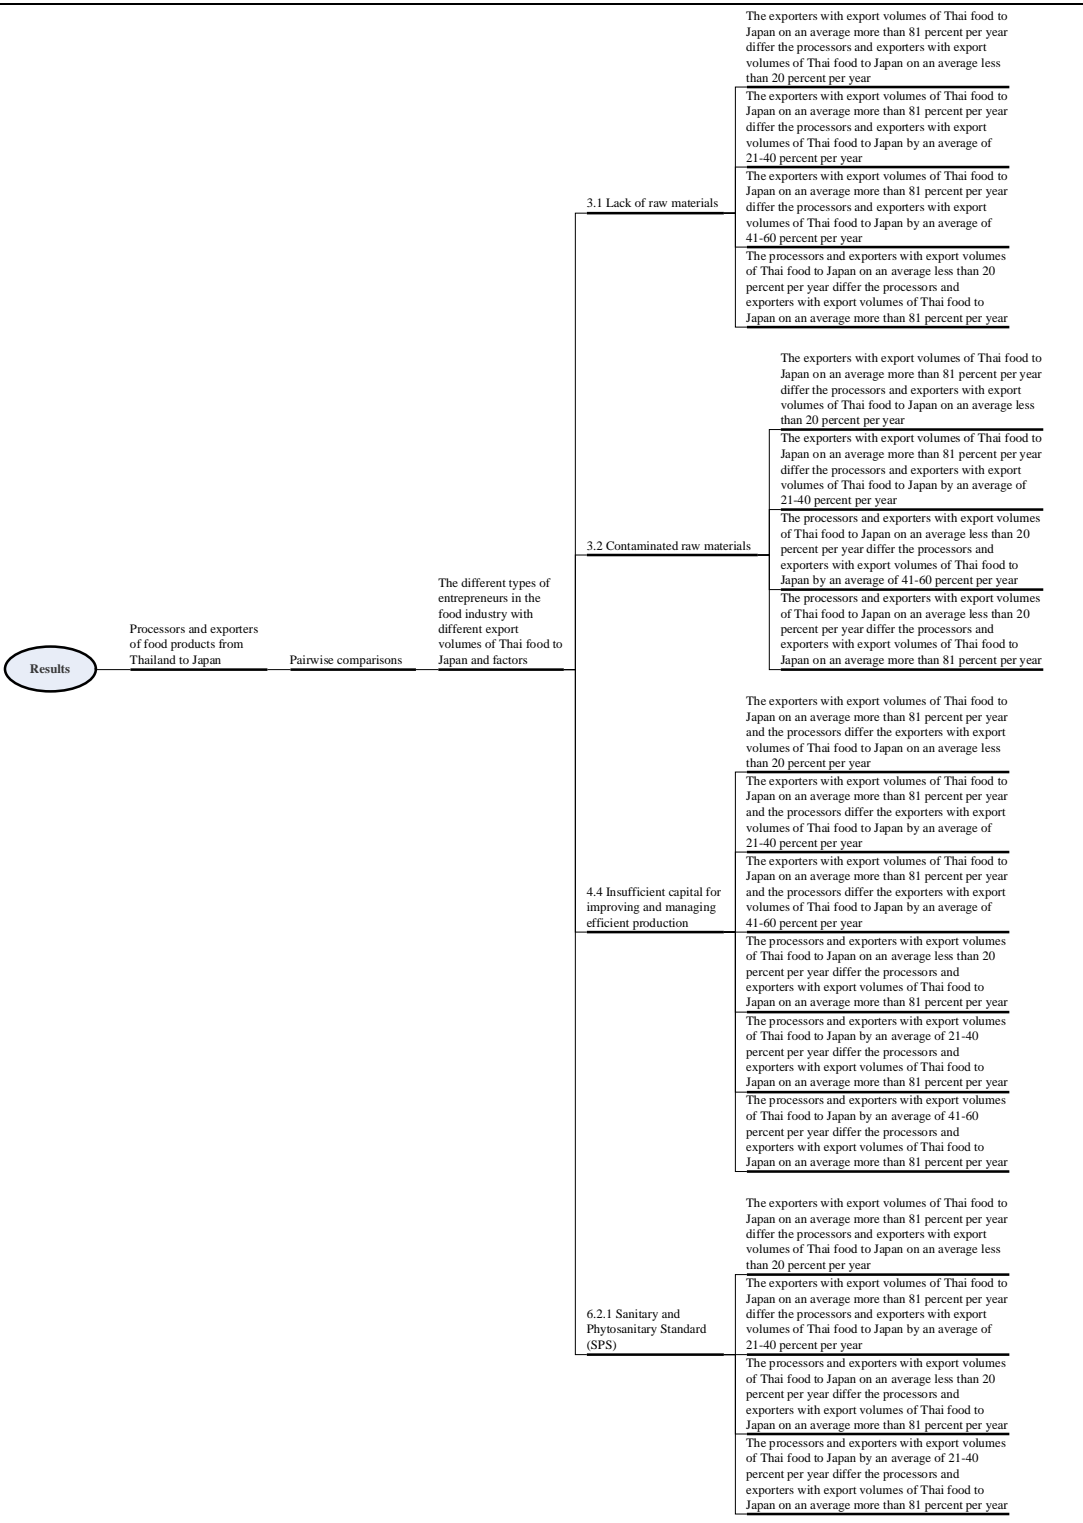 Results
Processors and exporters
of food products from
Thailand to Japan
Pairwise comparisons
The different types of
entrepreneurs in the
food industry with
different export
volumes of Thai food to
Japan and factors
3.1 Lack of raw materials
The exporters with export volumes of Thai food to
Japan on an average more than 81 percent per year
differ the processors and exporters with export
volumes of Thai food to Japan on an average less
than 20 percent per year
The exporters with export volumes of Thai food to
Japan on an average more than 81 percent per year
differ the processors and exporters with export
volumes of Thai food to Japan by an average of
21-40 percent per year
The exporters with export volumes of Thai food to
Japan on an average more than 81 percent per year
differ the processors and exporters with export
volumes of Thai food to Japan by an average of
41-60 percent per year
The processors and exporters with export volumes
of Thai food to Japan on an average less than 20
percent per year differ the processors and
exporters with export volumes of Thai food to
Japan on an average more than 81 percent per year
3.2 Contaminated raw materials
The exporters with export volumes of Thai food to
Japan on an average more than 81 percent per year
differ the processors and exporters with export
volumes of Thai food to Japan on an average less
than 20 percent per year
The exporters with export volumes of Thai food to
Japan on an average more than 81 percent per year
differ the processors and exporters with export
volumes of Thai food to Japan by an average of
21-40 percent per year
The processors and exporters with export volumes
of Thai food to Japan on an average less than 20
percent per year differ the processors and
exporters with export volumes of Thai food to
Japan by an average of 41-60 percent per year
The processors and exporters with export volumes
of Thai food to Japan on an average less than 20
percent per year differ the processors and
exporters with export volumes of Thai food to
Japan on an average more than 81 percent per year
4.4 Insufficient capital for
improving and managing
efficient production
The exporters with export volumes of Thai food to
Japan on an average more than 81 percent per year
and the processors differ the exporters with export
volumes of Thai food to Japan on an average less
than 20 percent per year
The exporters with export volumes of Thai food to
Japan on an average more than 81 percent per year
and the processors differ the exporters with export
volumes of Thai food to Japan by an average of
21-40 percent per year
The exporters with export volumes of Thai food to
Japan on an average more than 81 percent per year
and the processors differ the exporters with export
volumes of Thai food to Japan by an average of
41-60 percent per year
The processors and exporters with export volumes
of Thai food to Japan on an average less than 20
percent per year differ the processors and
exporters with export volumes of Thai food to
Japan on an average more than 81 percent per year
The processors and exporters with export volumes
of Thai food to Japan by an average of 21-40
percent per year differ the processors and
exporters with export volumes of Thai food to
Japan on an average more than 81 percent per year
The processors and exporters with export volumes
of Thai food to Japan by an average of 41-60
percent per year differ the processors and
exporters with export volumes of Thai food to
Japan on an average more than 81 percent per year
6.2.1 Sanitary and
Phytosanitary Standard
(SPS)
The exporters with export volumes of Thai food to
Japan on an average more than 81 percent per year
differ the processors and exporters with export
volumes of Thai food to Japan on an average less
than 20 percent per year
The exporters with export volumes of Thai food to
Japan on an average more than 81 percent per year
differ the processors and exporters with export
volumes of Thai food to Japan by an average of
21-40 percent per year
The processors and exporters with export volumes
of Thai food to Japan on an average less than 20
percent per year differ the processors and
exporters with export volumes of Thai food to
Japan on an average more than 81 percent per year
The processors and exporters with export volumes
of Thai food to Japan by an average of 21-40
percent per year differ the processors and
exporters with export volumes of Thai food to
Japan on an average more than 81 percent per year